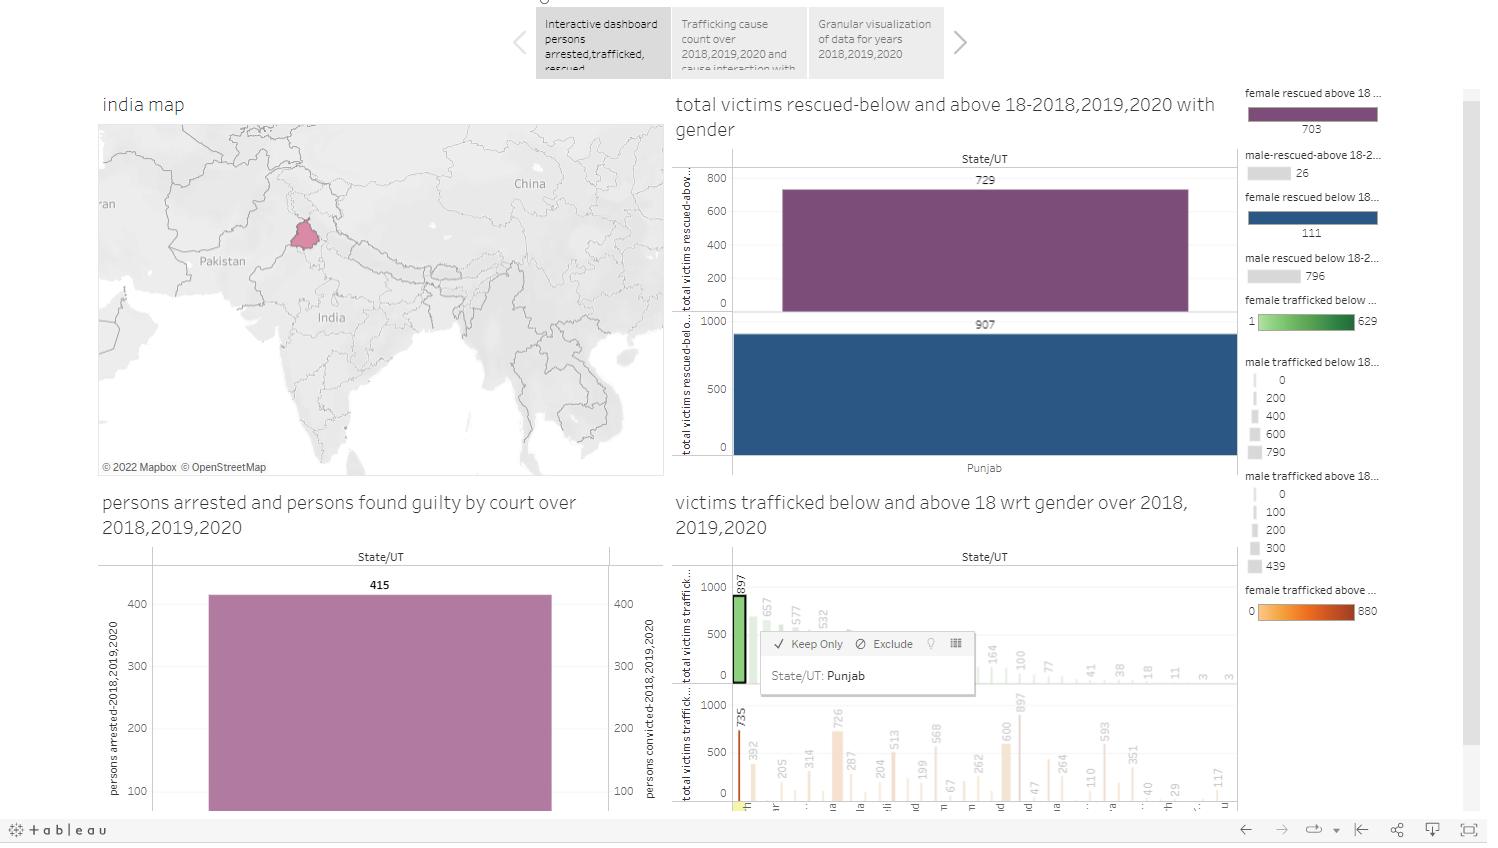 Interactive dashboard
persons
arrested,trafficked,
rescued
Trafficking cause
count over
2018,2019,2020 and
cause interaction with
Granular visualization
of data for years
2018,2019,2020
india map
China
ran
Pakistan
India
© 2022 Mapbox © OpenStreetMap
total victims rescued-below and above 18-2018,2019,2020 with
gender
State/UT
total victims rescued-abov...
800
600
400
200
0
729
total victims rescued-belo...
1000
500
0
907
Punjab
female rescued above 18 ...
703
male-rescued-above 18-2...
26
female rescued below 18...
111
male rescued below 18-2...
796
female trafficked below ...
1 629
male trafficked below 18...
0
200
400
600
790
male trafficked above 18...
0
100
200
300
439
female trafficked above ...
0 880
persons arrested and persons found guilty by court over
2018,2019,2020
State/UT
415
persons arrested-2018,2019,2020
400
300
200
100
400
300
200
100
persons convicted-2018,2019,2020
victims trafficked below and above 18 wrt gender over 2018,
2019,2020
State/UT
total victims traffick...
1000
500
0
897 657 577 532 164 100 77 41 38 18 11 3 3
Keep Only Exclude
State/UT: Punjab
total victims traffick...
1000
500
0
735 392 205 314 726 287 204 513 199 568 67 262 600 897 47 264 110 593 351 40 29 117
+ a b | e a u